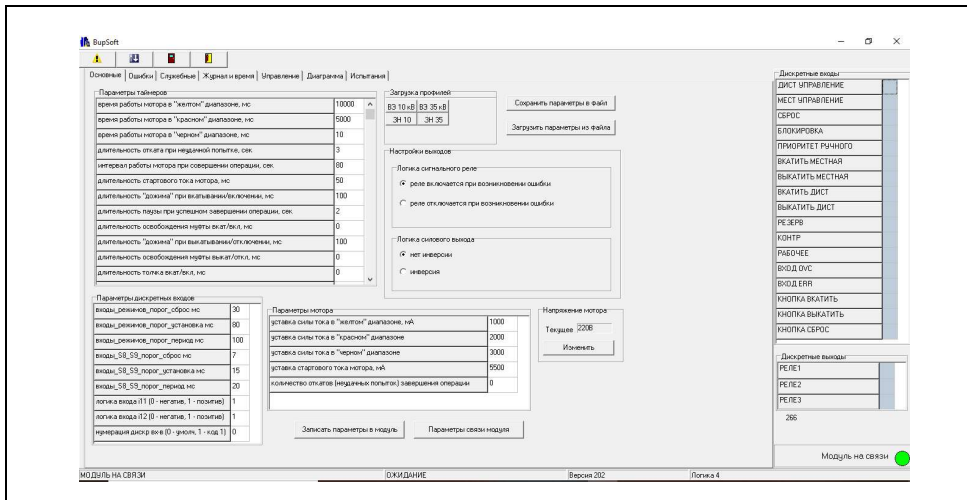 BupSoft
Основные Ошибки Служебные Журнал и время Управление Диаграмма Испытания
Параметры таймеров
время работы мотора в "желтом" диапазоне, мс 10000
время работы мотора в "красном" диапазоне, мс 5000
время работы мотора в "черном" диапазоне, мс 10
длительность отката при неудачной попытке, сек 3
интервал работы мотора при совершении операции, сек 80
длительность стартового тока мотора, мс 50
длительность "дожима" при вкатывании/включении, мс 100
длительность паузы при успешном завершении операции, сек 2
длительность освобождения муфты вкат/вкл, мс 0
длительность "дожима" при выкатывании/отключении, мс 100
длительность освобождения муфты выкат/откл, мс 0
длительность толчка вкат/вкл, мс 0
Загрузка профилей
ВЭ 10 кВ ВЭ 35 кВ
ЗН 10 ЗН 35
Сохранить параметры в файл
Загрузить параметры из файла
Настройки выходов
Логика сигнального реле
реле включается при возникновении ошибки
реле отключается при возникновении ошибки
Логика силового выхода
нет инверсии
инверсия
Параметры дискретных входов
входы_режимов_порог_сброс мс 30
входы_режимов_порог_установка мс 80
входы_режимов_порог_период мс 100
входы_S8_S9_порог_сброс мс 7
входы_S8_S9_порог_установка мс 15
входы_S8_S9_порог_период мс 20
логика входа i11 (0 - негатив, 1 - позитив) 1
логика входа i12 (0 - негатив, 1 - позитив) 1
нумерация дискр вх-в (0 - умолч, 1 - код 1) 0
Параметры мотора
уставка силы тока в "желтом" диапазоне, мА 1000
уставка силы тока в "красном" диапазоне 2000
уставка силы тока в "черном" диапазоне 3000
уставка стартового тока мотора, мА 5500
количество откатов (неудачных попыток) завершения операции 0
Напряжение мотора
Текущее 220В
Изменить
Записать параметры в модуль
Параметры связи модуля
Дискретные входы
ДИСТ УПРАВЛЕНИЕ
МЕСТ УПРАВЛЕНИЕ
СБРОС
БЛОКИРОВКА
ПРИОРИТЕТ РУЧНОГО
ВКАТИТЬ МЕСТНАЯ
ВЫКАТИТЬ МЕСТНАЯ
ВКАТИТЬ ДИСТ
ВЫКАТИТЬ ДИСТ
РЕЗЕРВ
КОНТР
РАБОЧЕЕ
ВХОД OVC
ВХОД ERR
КНОПКА ВКАТИТЬ
КНОПКА ВЫКАТИТЬ
КНОПКА СБРОС
Дискретные выходы
РЕЛЕ1
РЕЛЕ2
РЕЛЕ3
266
Модуль на связи
МОДУЛЬ НА СВЯЗИ ОЖИДАНИЕ Версия 202 Логика 4